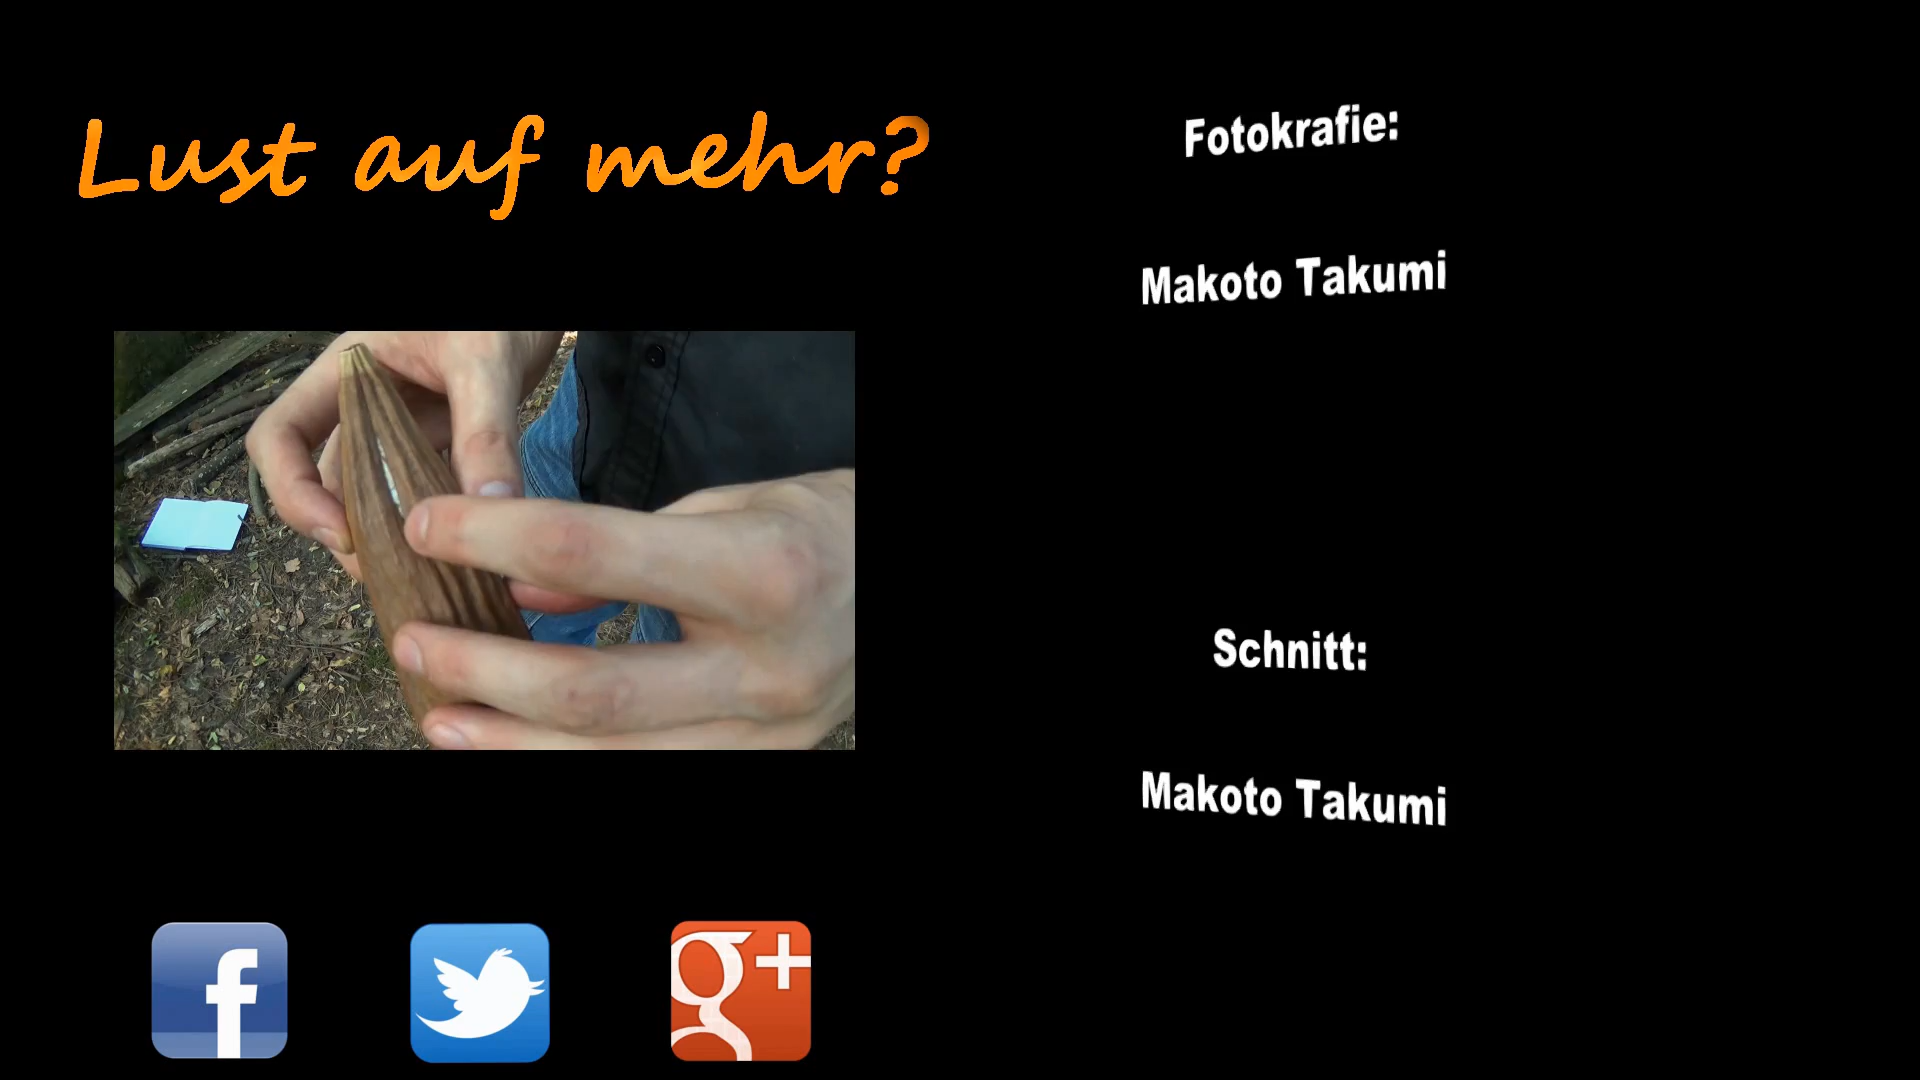 Lust auf mehr?
Fotokrafie:
Makoto Takumi
Schnitt:
Makoto Takumi
f
g+